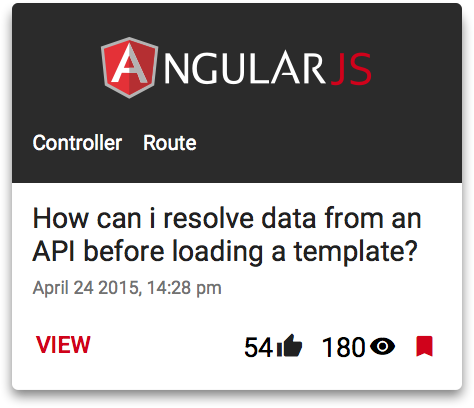 ANGULARJS
Controller Route
How can i resolve data from an
API before loading a template?
April 24 2015, 14:28 pm
VIEW 54 180